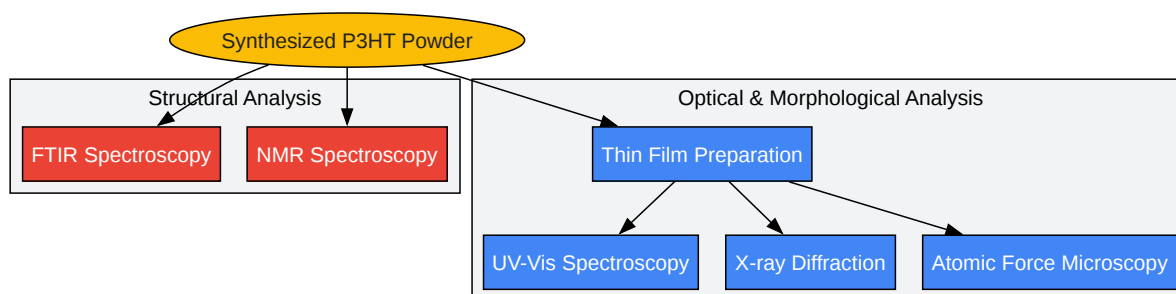 Synthesized P3HT Powder
Structural Analysis
Optical & Morphological Analysis
FTIR Spectroscopy
NMR Spectroscopy
Thin Film Preparation
UV-Vis Spectroscopy
X-ray Diffraction
Atomic Force Microscopy